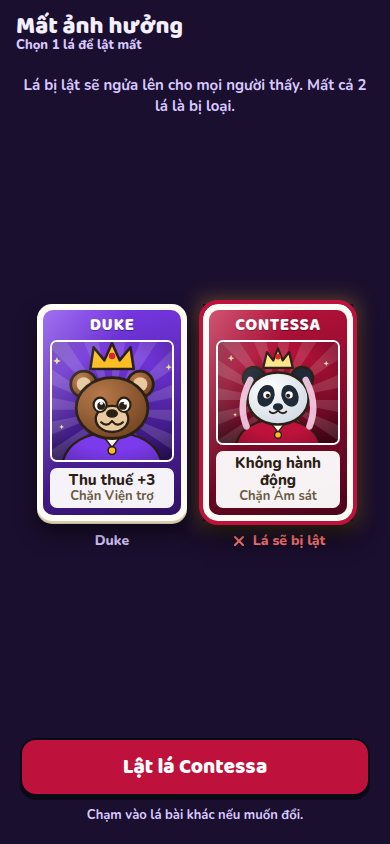 Mất ảnh hưởng
Chọn 1 lá để lật mất
Lá bị lật sẽ ngửa lên cho mọi người thấy. Mất cả 2
lá là bị loại.
DUKE
Thu thuế +3
Chặn Viện trợ
Duke
CONTESSA
Không hành
động
Chặn Ám sát
× Lá sẽ bị lật
Lật lá Contessa
Chạm vào lá bài khác nếu muốn đổi.